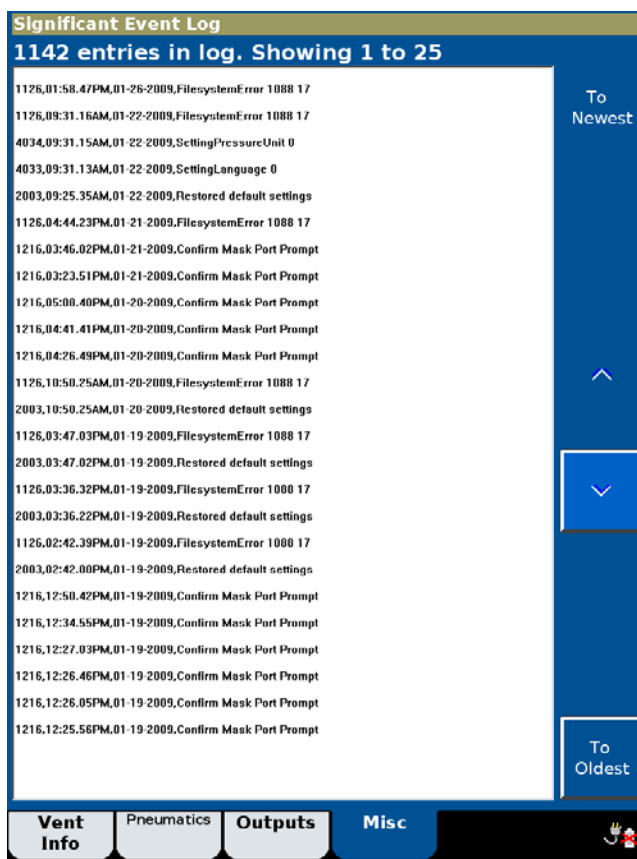 Significant Event Log
1142 entries in log. Showing 1 to 25
1126,01:58.47PM,01-26-2009,FilesystemError 1088 17
1126,09:31.16AM,01-22-2009,FilesystemError 1088 17
4034,09:31.15AM,01-22-2009,SettingPressureUnit 0
4033,09:31.13AM,01-22-2009,SettingLanguage 0
2003,09:25.35AM,01-22-2009,Restored default settings
1126,04:44.23PM,01-21-2009,FilesystemError 1088 17
1216,03:46.02PM,01-21-2009,Confirm Mask Port Prompt
1216,03:23.51PM,01-21-2009,Confirm Mask Port Prompt
1216,05:08.40PM,01-20-2009,Confirm Mask Port Prompt
1216,04:41.41PM,01-20-2009,Confirm Mask Port Prompt
1216,04:26.49PM,01-20-2009,Confirm Mask Port Prompt
1126,10:50.25AM,01-20-2009,FilesystemError 1088 17
2003,10:50.25AM,01-20-2009,Restored default settings
1126,03:47.03PM,01-19-2009,FilesystemError 1088 17
2003,03:47.02PM,01-19-2009,Restored default settings
1126,03:36.32PM,01-19-2009,FilesystemError 1088 17
2003,03:36.22PM,01-19-2009,Restored default settings
1126,02:42.39PM,01-19-2009,FilesystemError 1088 17
2003,02:42.00PM,01-19-2009,Restored default settings
1216,12:50.42PM,01-19-2009,Confirm Mask Port Prompt
1216,12:34.55PM,01-19-2009,Confirm Mask Port Prompt
1216,12:27.03PM,01-19-2009,Confirm Mask Port Prompt
1216,12:26.46PM,01-19-2009,Confirm Mask Port Prompt
1216,12:26.05PM,01-19-2009,Confirm Mask Port Prompt
1216,12:25.56PM,01-19-2009,Confirm Mask Port Prompt
To
Newest
To
Oldest
Vent
Info
Pneumatics
Outputs
Misc